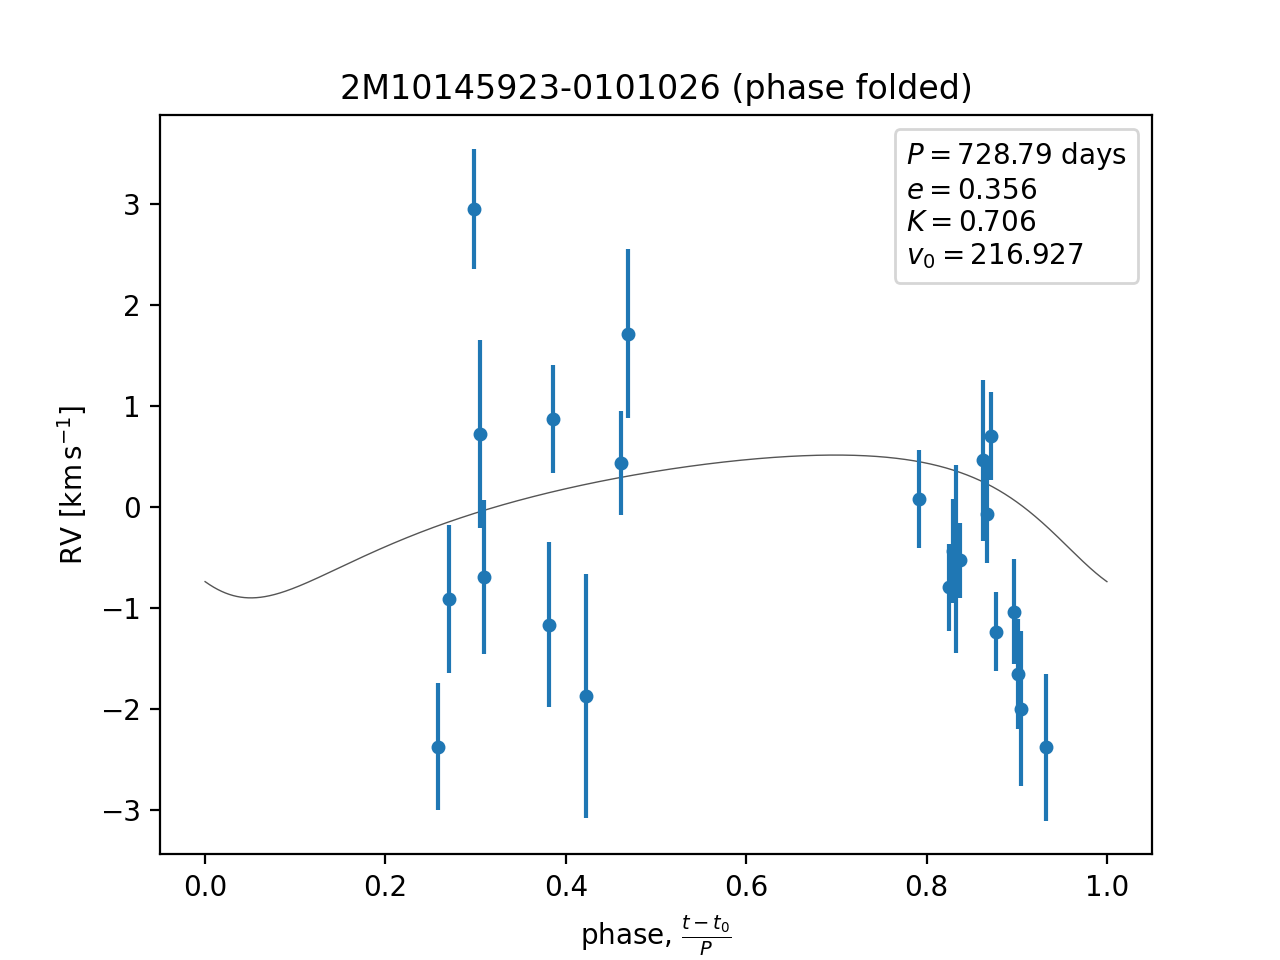 2M10145923-0101026 (phase folded)
P = 728.79 days
e = 0.356
K = 0.706
v₀ = 216.927
RV [km s⁻¹]
3
2
1
0
−1
−2
−3
0.0 0.2 0.4 0.6 0.8 1.0
phase, (t − t₀)/P